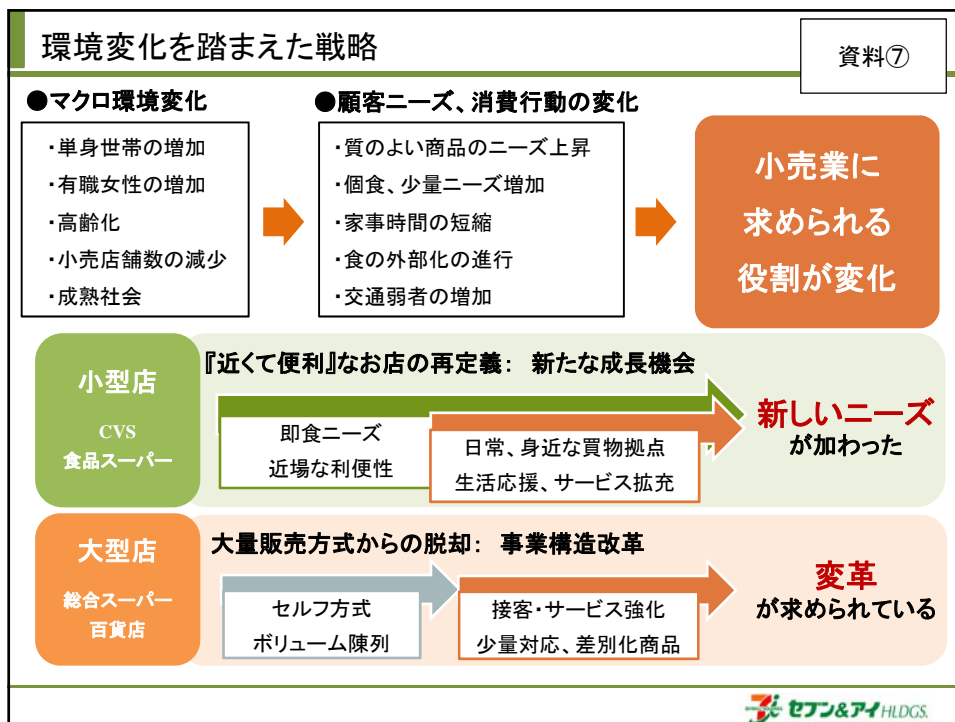 環境変化を踏まえた戦略
資料⑦
●マクロ環境変化
・単身世帯の増加
・有職女性の増加
・高齢化
・小売店舗数の減少
・成熟社会
●顧客ニーズ、消費行動の変化
・質のよい商品のニーズ上昇
・個食、少量ニーズ増加
・家事時間の短縮
・食の外部化の進行
・交通弱者の増加
小売業に
求められる
役割が変化
小型店
CVS
食品スーパー
『近くて便利』なお店の再定義： 新たな成長機会
即食ニーズ
近場な利便性
日常、身近な買物拠点
生活応援、サービス拡充
新しいニーズ
が加わった
大型店
総合スーパー
百貨店
大量販売方式からの脱却： 事業構造改革
セルフ方式
ボリューム陳列
接客・サービス強化
少量対応、差別化商品
変革
が求められている
セブン&アイ HLDGS.